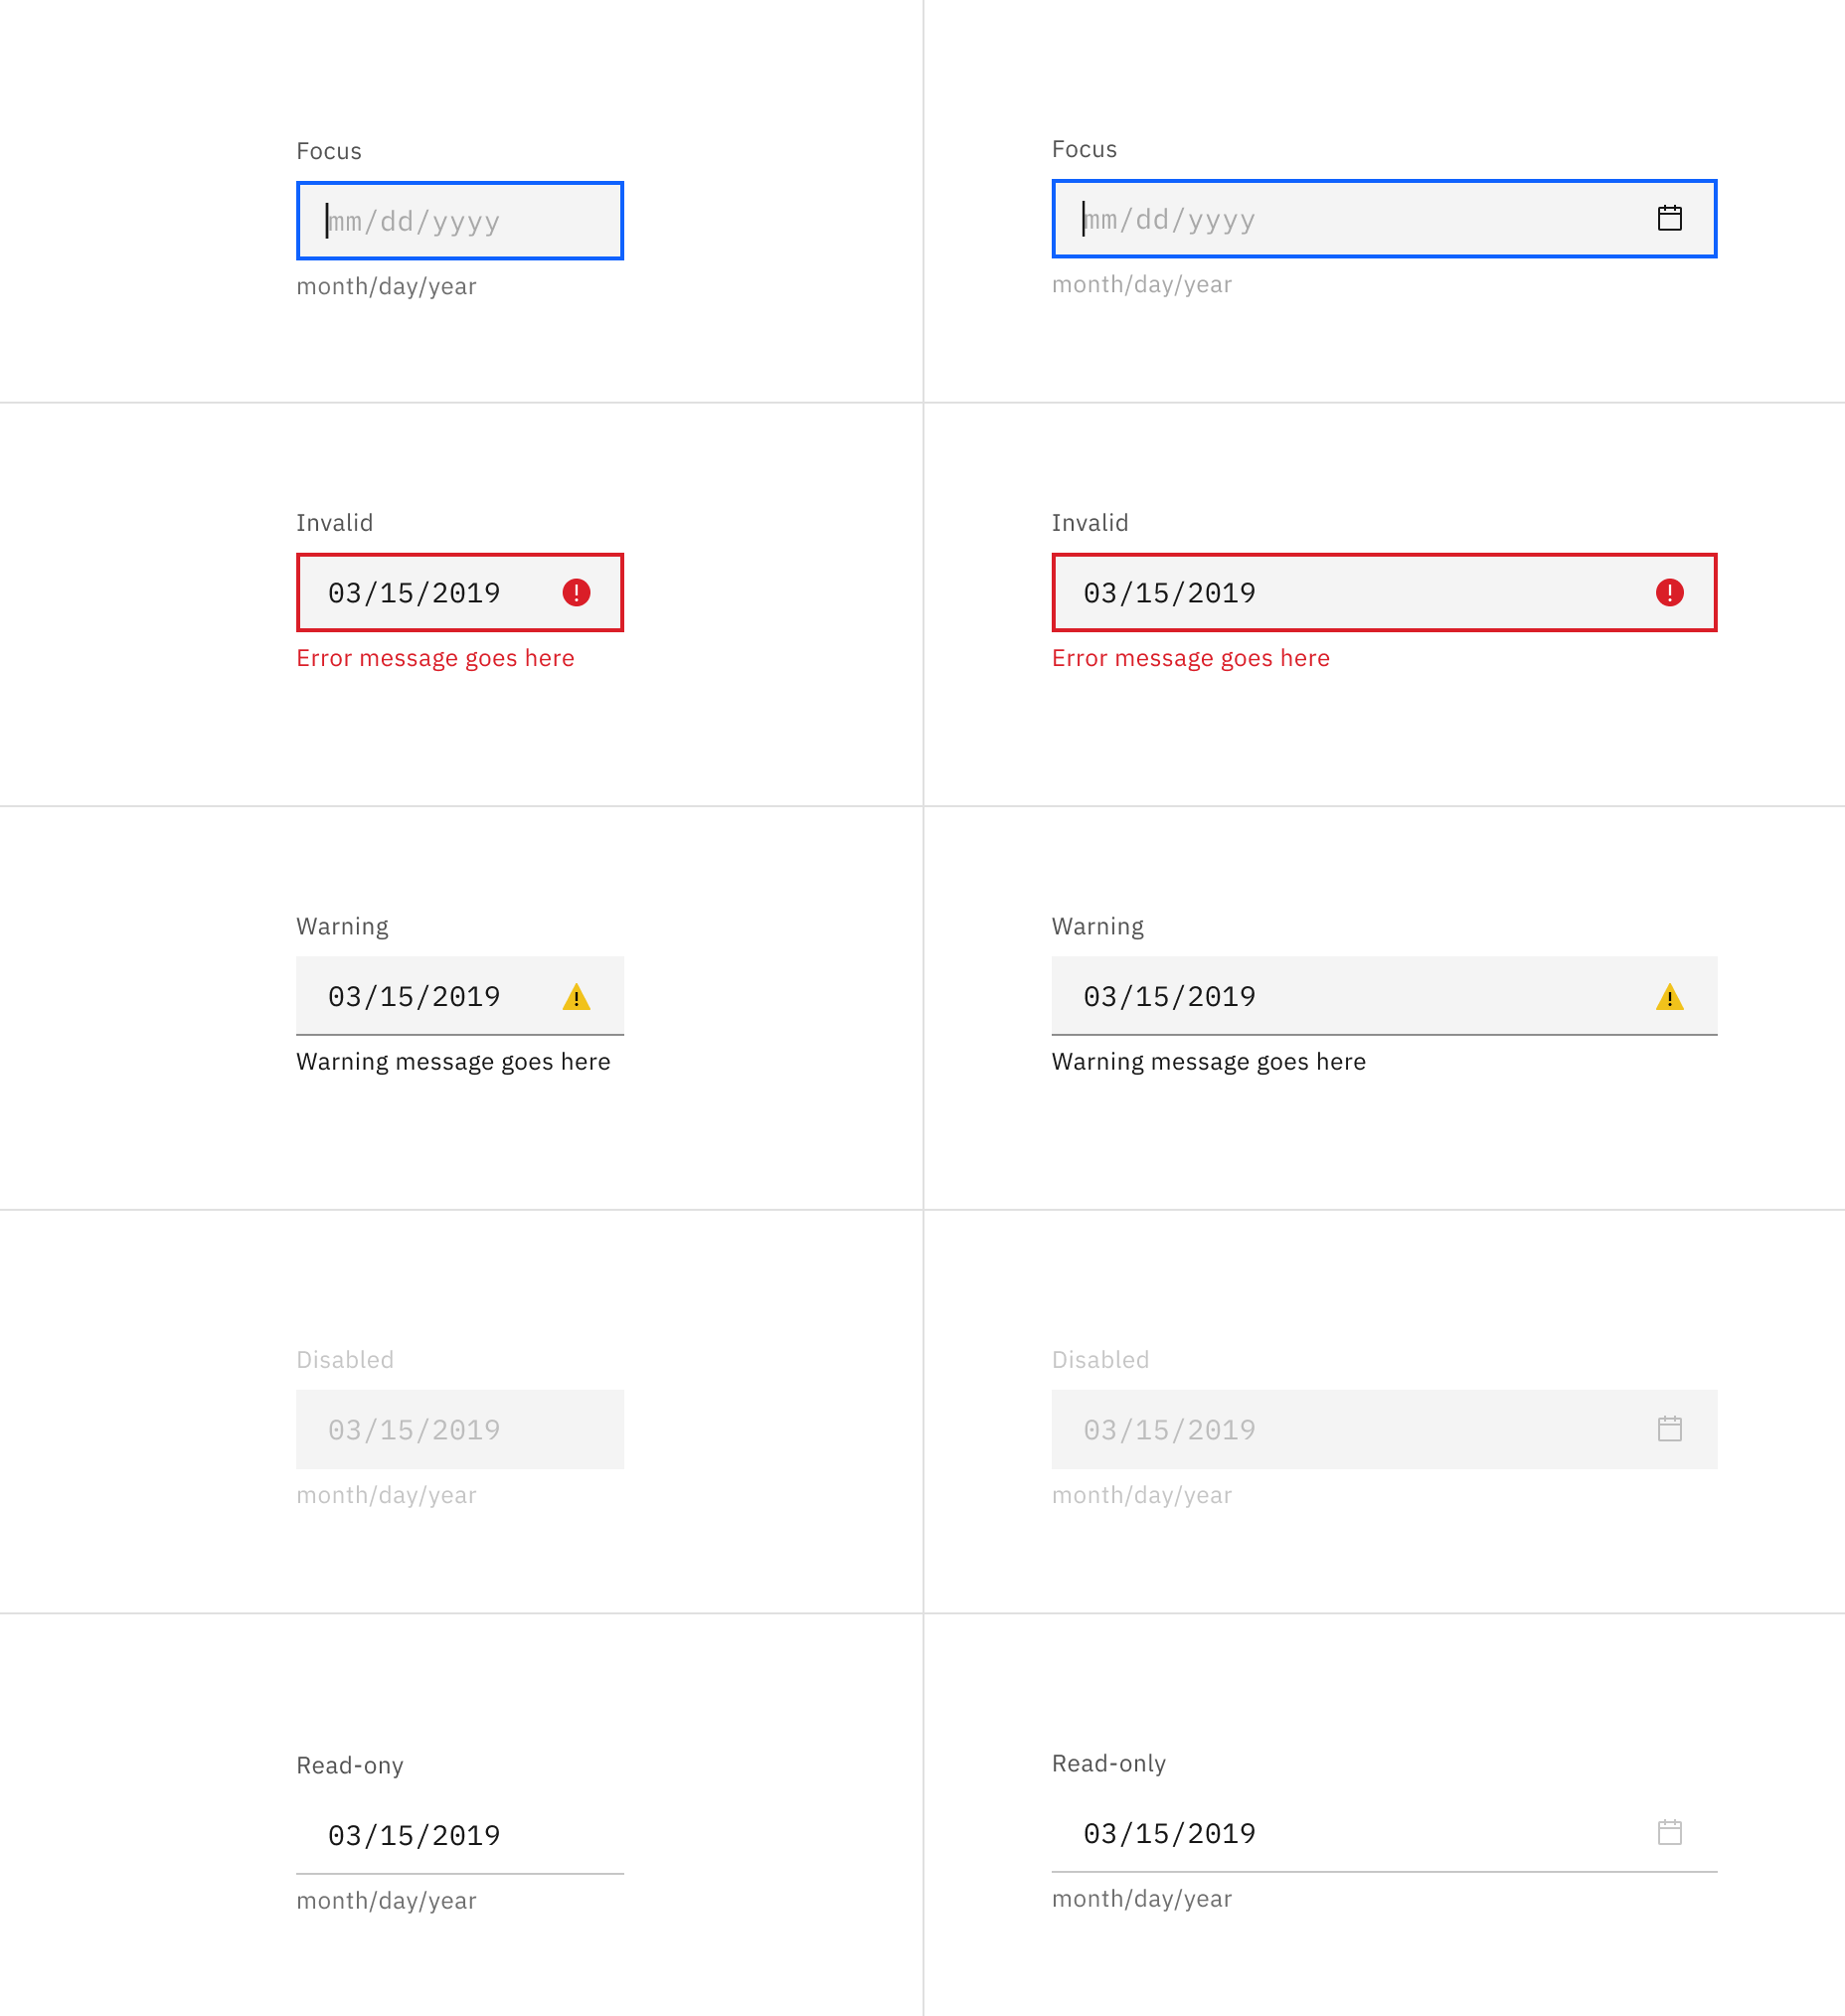 Focus
mm/dd/yyyy
month/day/year
Focus
mm/dd/yyyy
month/day/year
Invalid
03/15/2019
Error message goes here
Invalid
03/15/2019
Error message goes here
Warning
03/15/2019
Warning message goes here
Warning
03/15/2019
Warning message goes here
Disabled
03/15/2019
month/day/year
Disabled
03/15/2019
month/day/year
Read-ony
03/15/2019
month/day/year
Read-only
03/15/2019
month/day/year